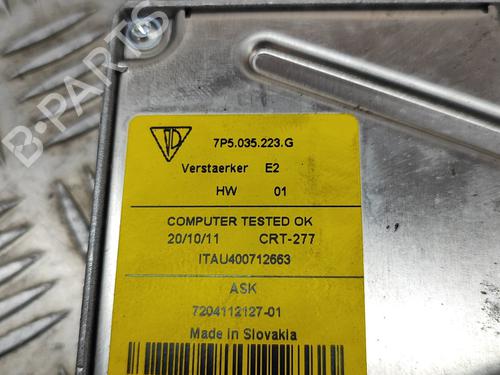 7P5.035.223.G
Verstaerker E2
HW 01
COMPUTER TESTED OK
20/10/11 CRT-277
ITAU400712663
ASK
7204112127-01
Made in Slovakia
B-Parts